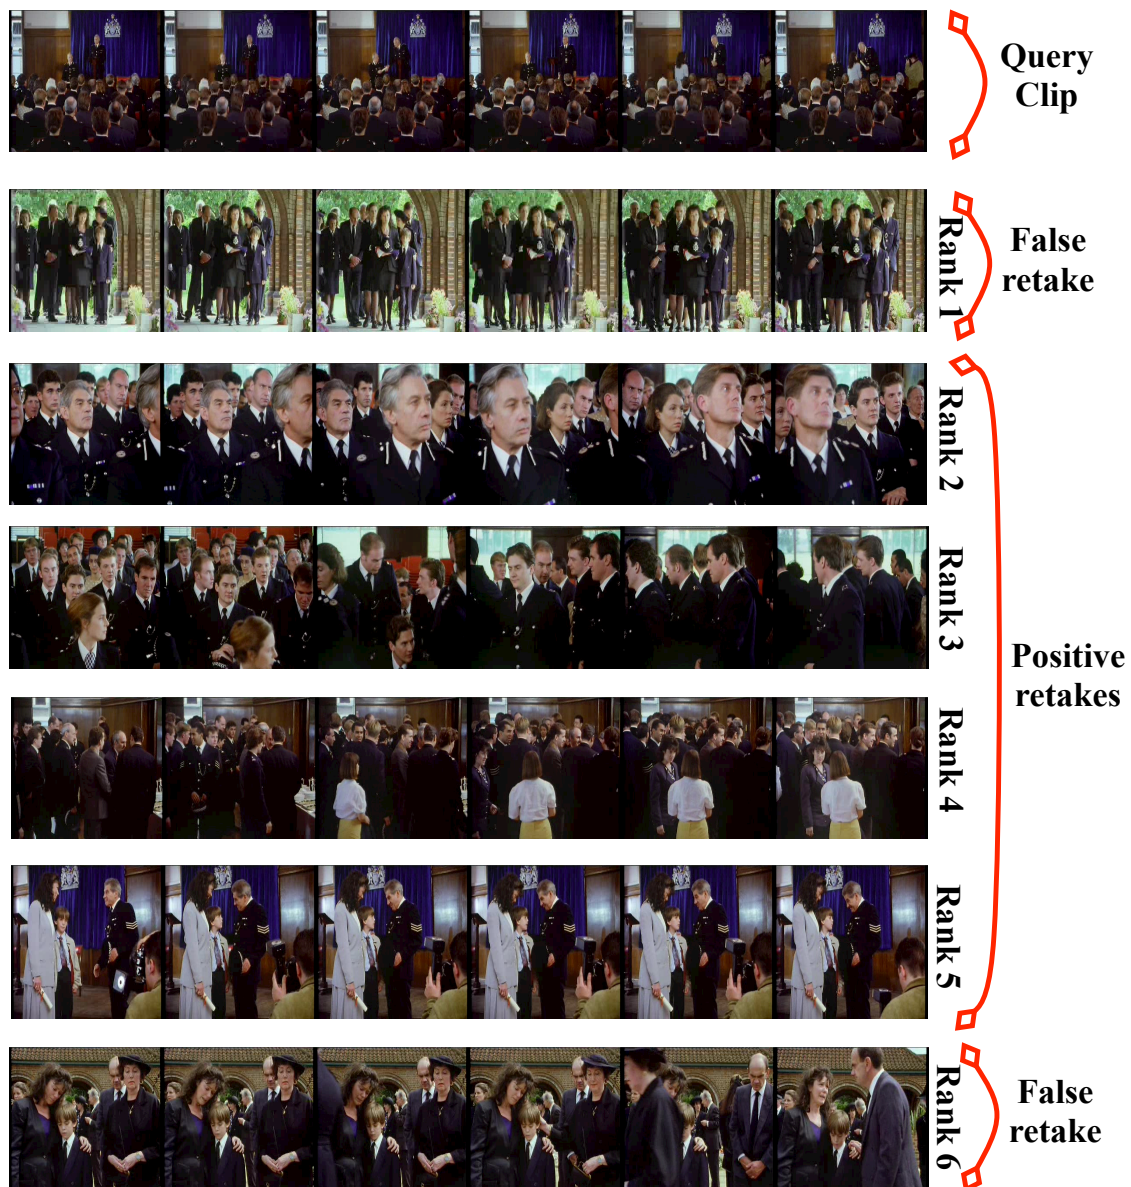 Query
Clip
Rank 1
False
retake
Rank 2
Rank 3
Positive
retakes
Rank 4
Rank 5
Rank 6
False
retake